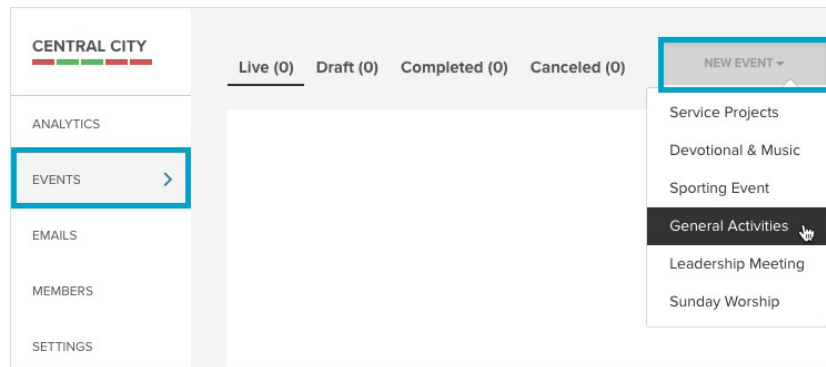 CENTRAL CITY
Live (0) Draft (0) Completed (0) Canceled (0) NEW EVENT
ANALYTICS
EVENTS
EMAILS
MEMBERS
SETTINGS
Service Projects
Devotional & Music
Sporting Event
General Activities
Leadership Meeting
Sunday Worship